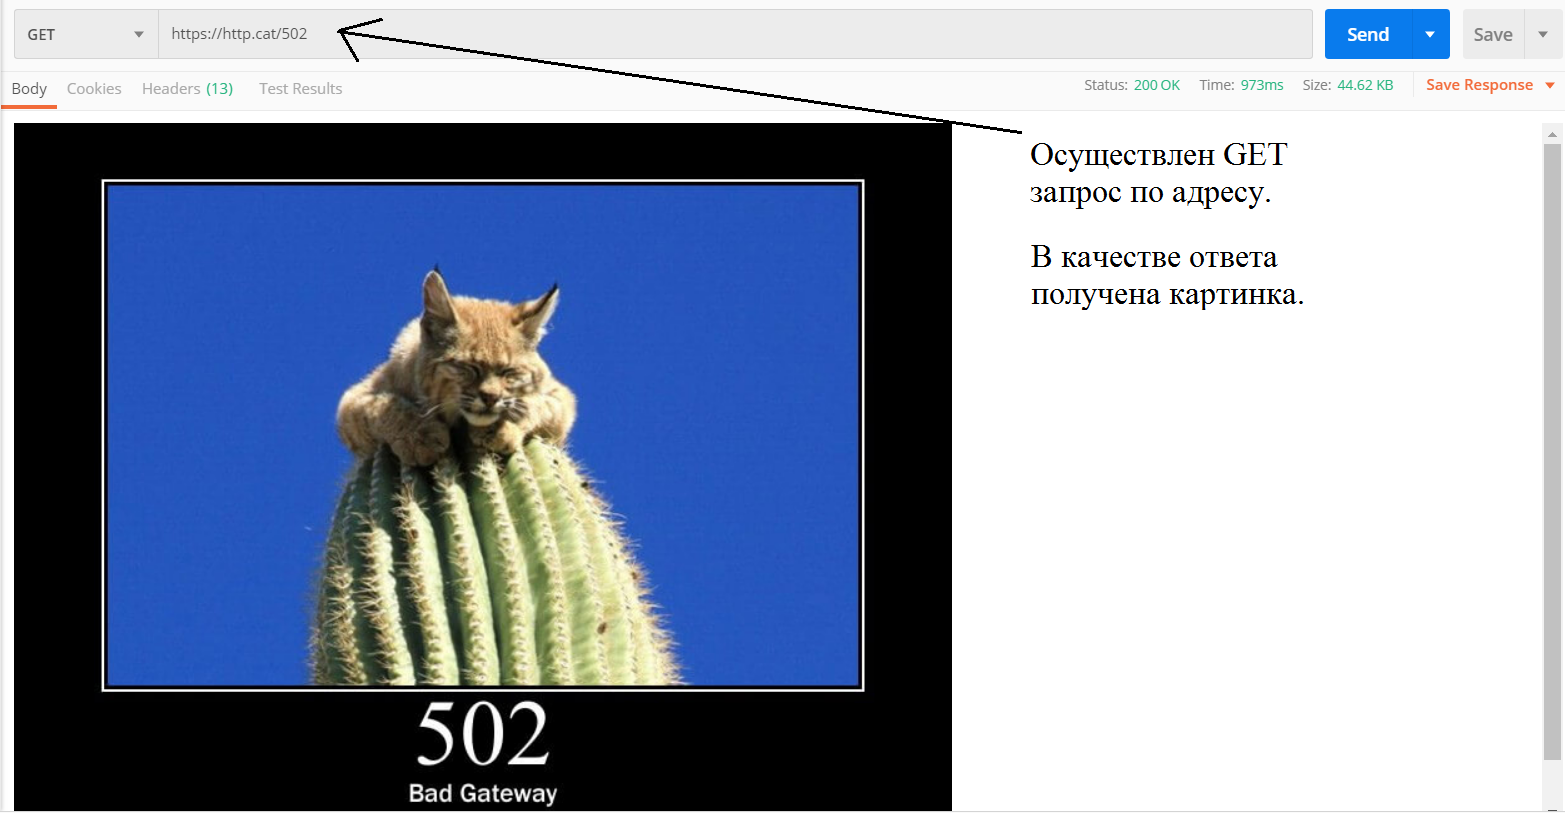 GET https://http.cat/502 Send Save
Body Cookies Headers (13) Test Results Status: 200 OK Time: 973ms Size: 44.62 KB Save Response
Осуществлен GET
запрос по адресу.
В качестве ответа
получена картинка.
502
Bad Gateway